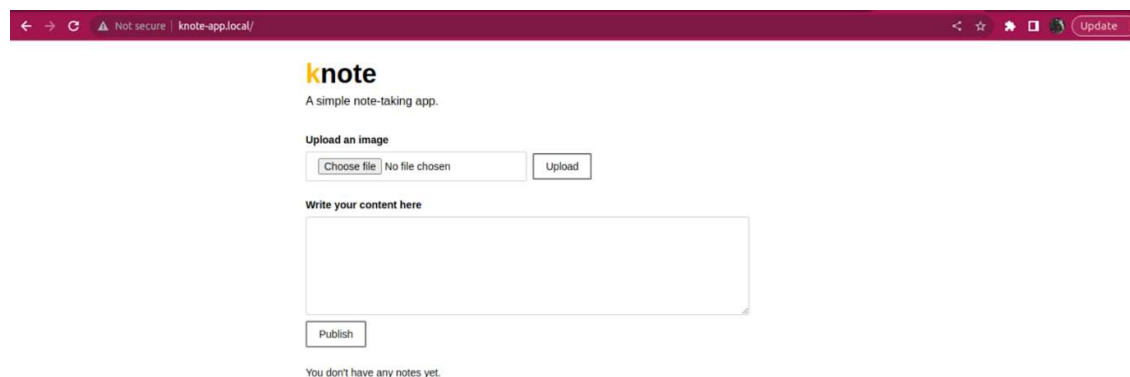 Not secure | knote-app.local/
Update
knote
A simple note-taking app.
Upload an image
Choose file No file chosen
Upload
Write your content here
Publish
You don't have any notes yet.